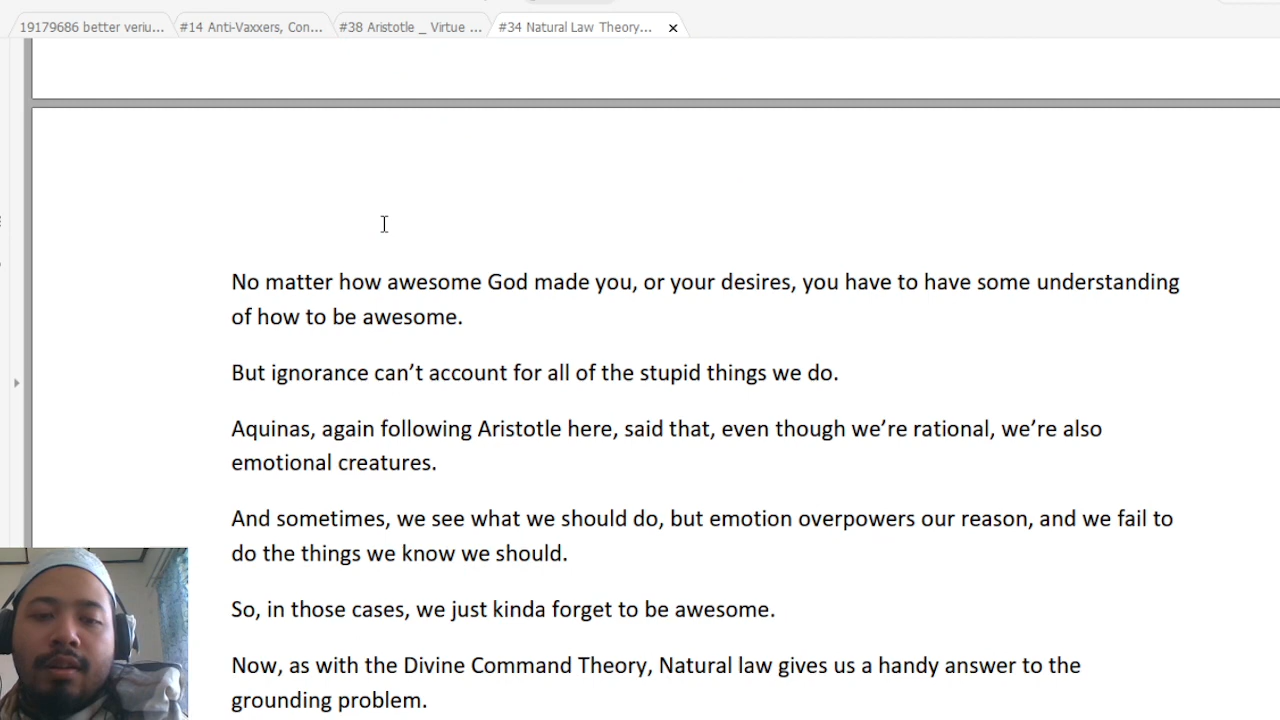 19179686 better veriu...
#14 Anti-Vaxxers, Con...
#38 Aristotle _ Virtue ...
#34 Natural Law Theory...
No matter how awesome God made you, or your desires, you have to have some understanding
of how to be awesome.
But ignorance can’t account for all of the stupid things we do.
Aquinas, again following Aristotle here, said that, even though we’re rational, we’re also
emotional creatures.
And sometimes, we see what we should do, but emotion overpowers our reason, and we fail to
do the things we know we should.
So, in those cases, we just kinda forget to be awesome.
Now, as with the Divine Command Theory, Natural law gives us a handy answer to the
grounding problem.